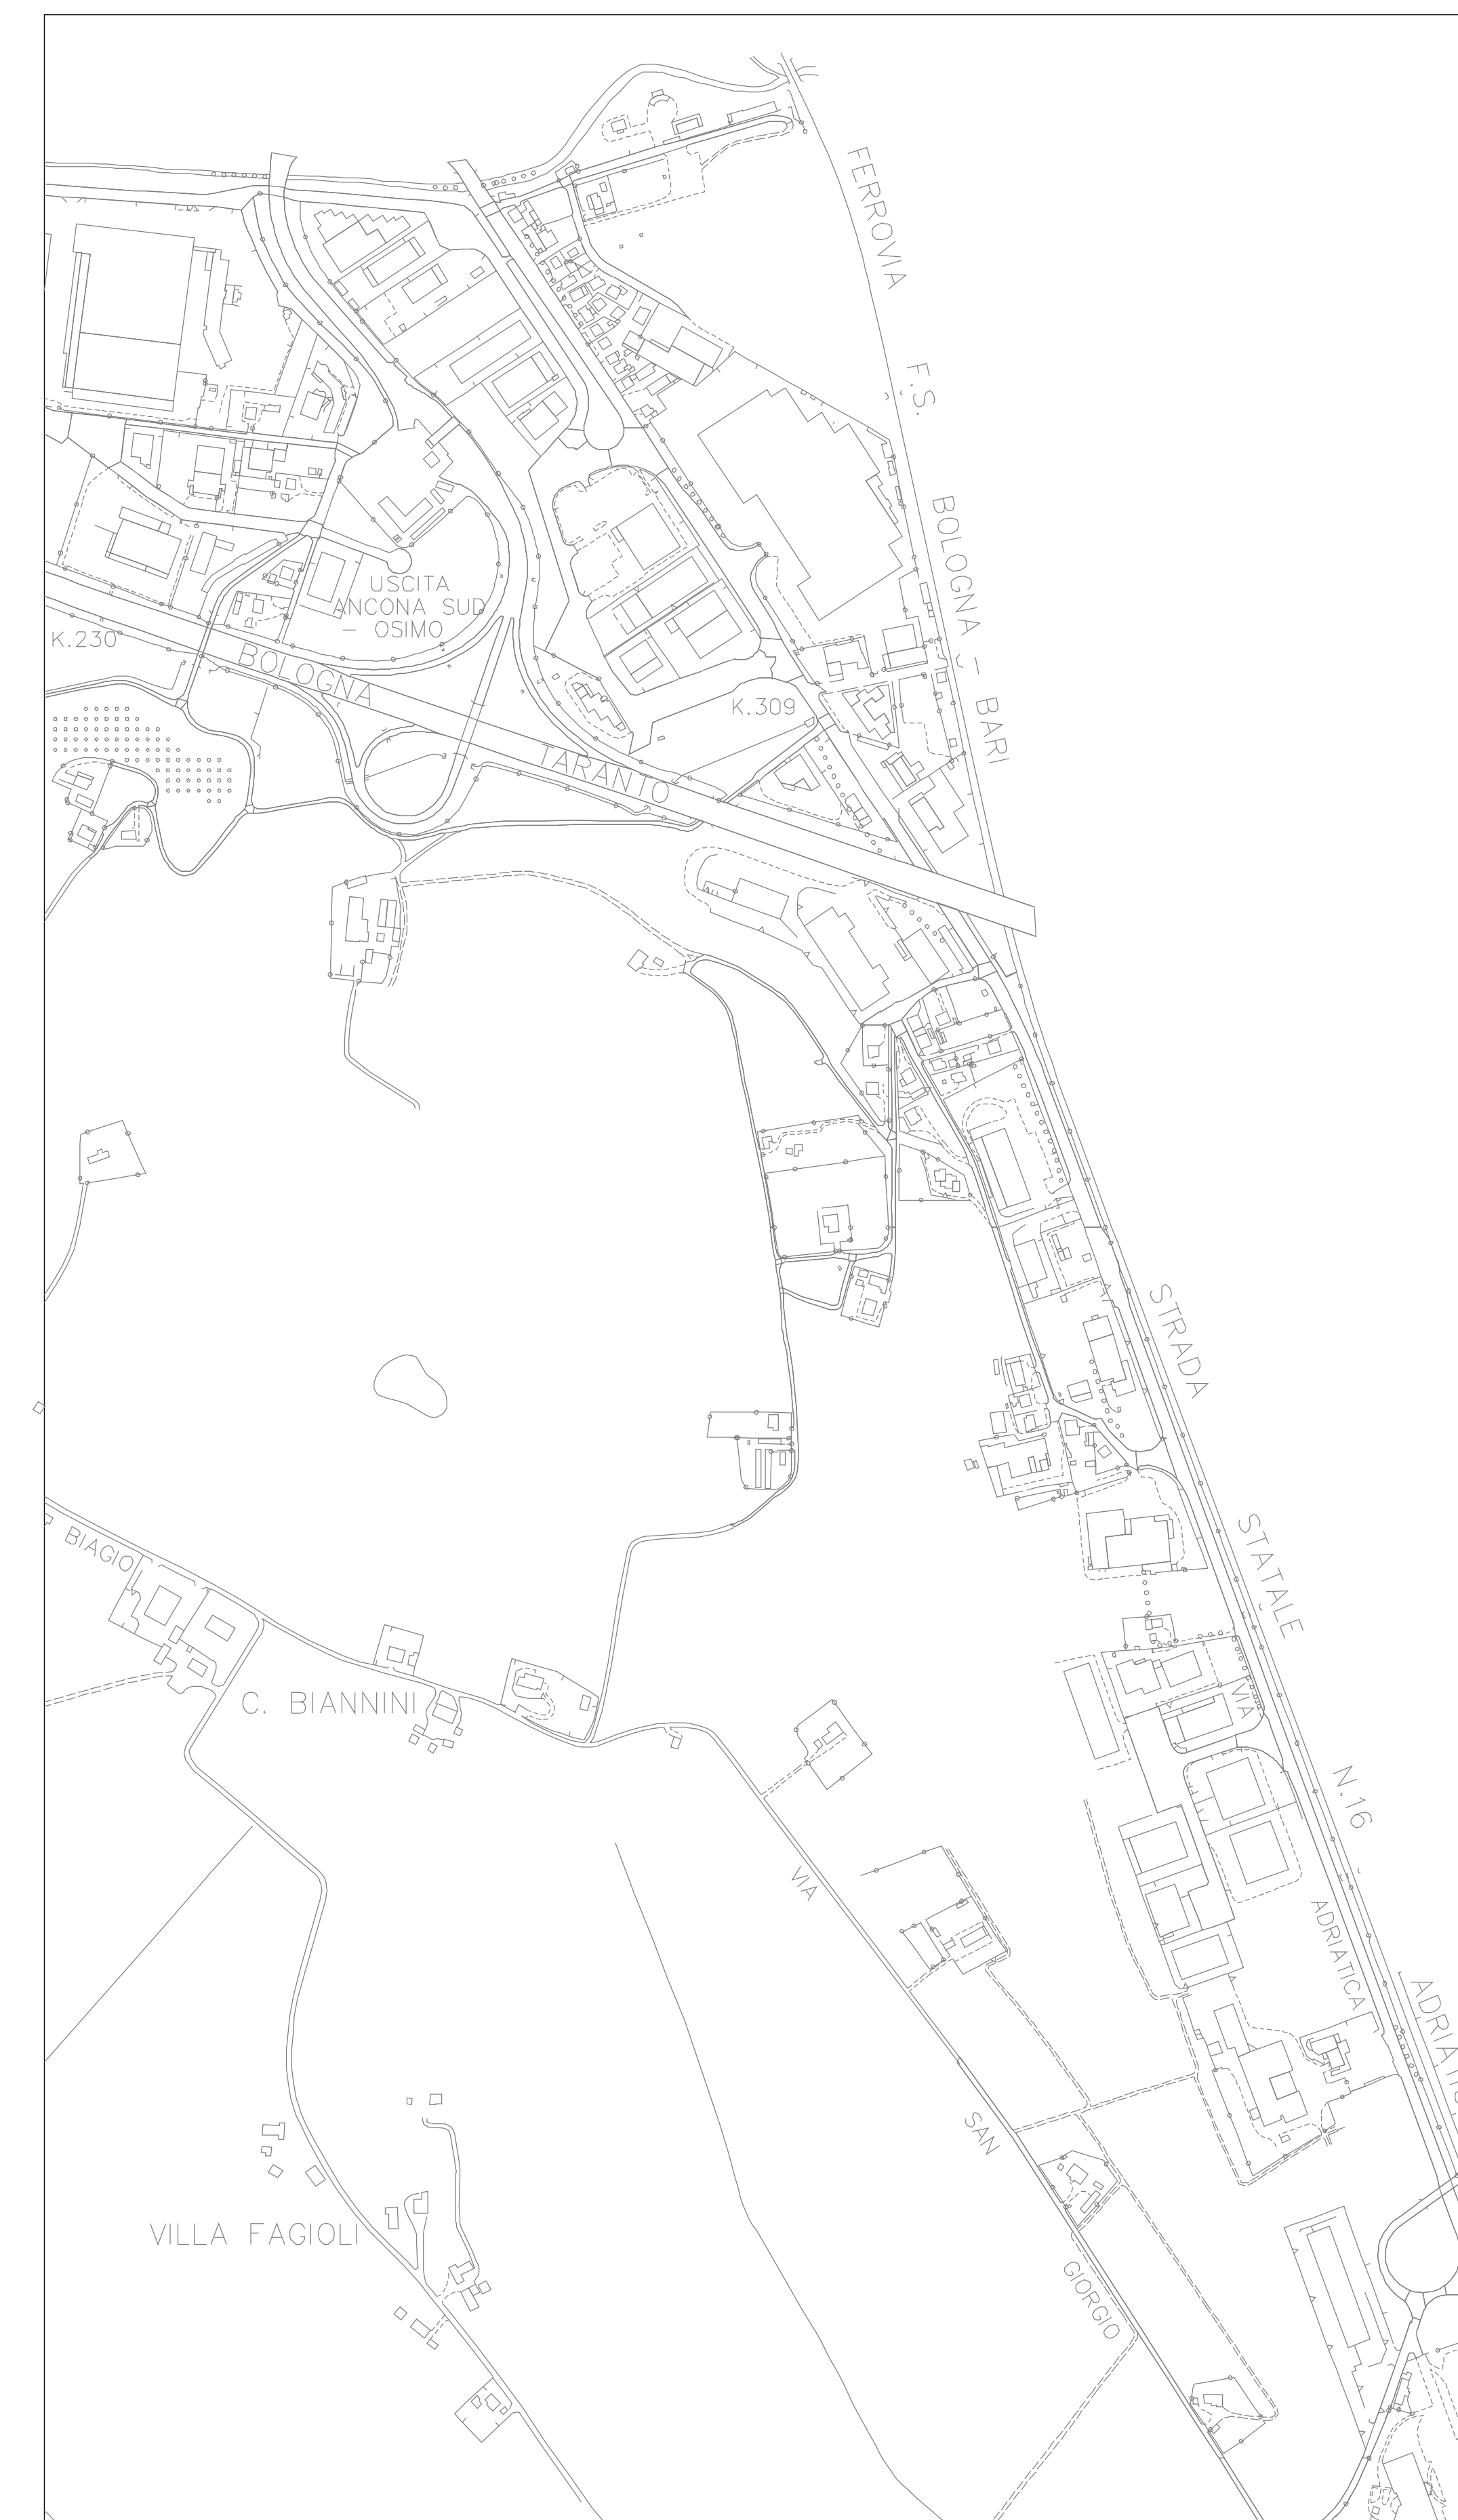 FERROVIA
F.S.
BOLOGNA - BARI
USCITA
ANCONA SUD
- OSIMO
K.230
BOLOGNA
TARANTO
K.309
STRADA
STATALE
N.16
BIAGIO
C. BIANNINI
VIA
ADRIATICA
VIA
SAN
GIORGIO
VILLA FAGIOLI